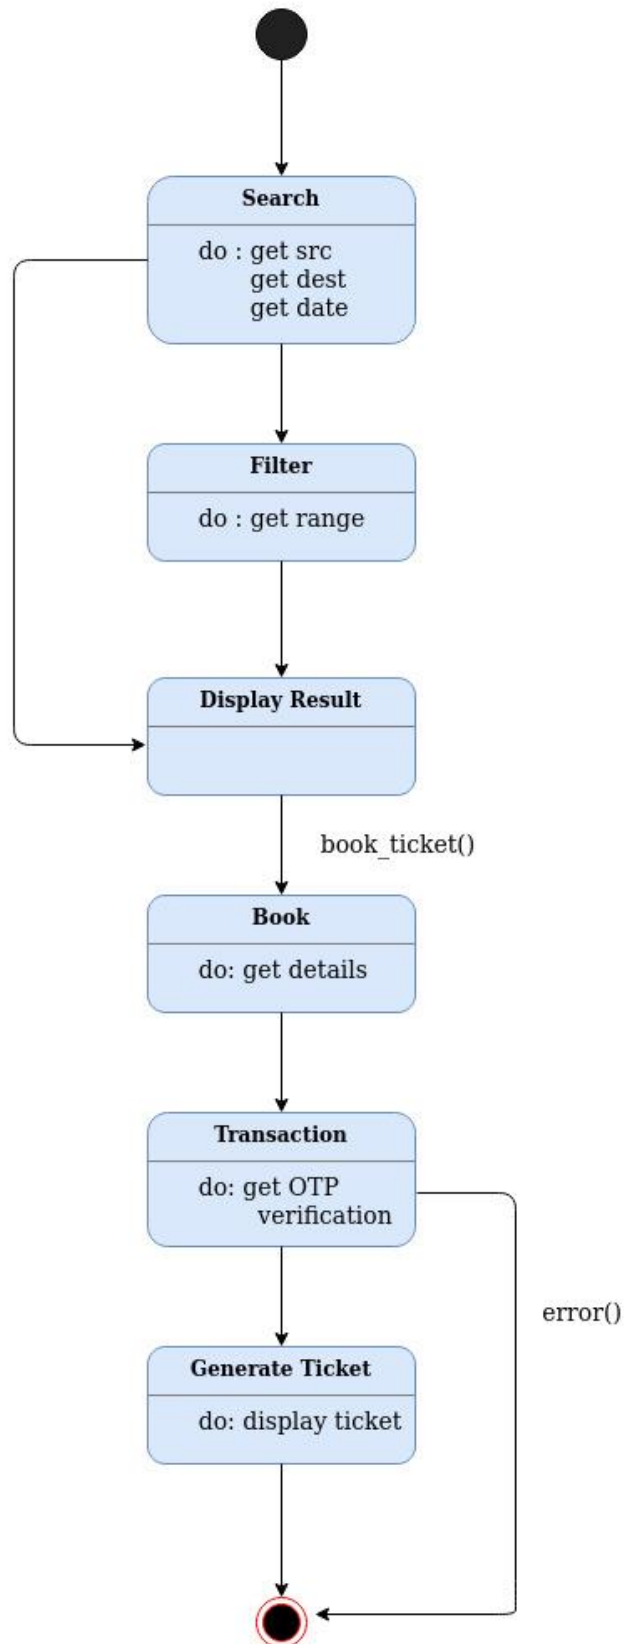 Search
do : get src
get dest
get date
Filter
do : get range
Display Result
book_ticket()
Book
do: get details
Transaction
do: get OTP
verification
error()
Generate Ticket
do: display ticket